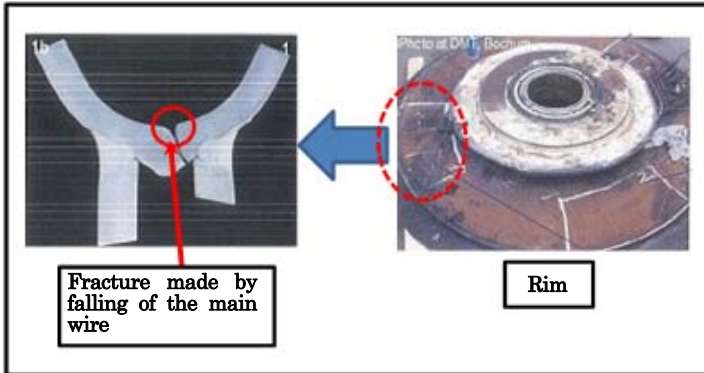 1b
1
Photo at DMT, Bochum
Fracture made by
falling of the main
wire
Rim